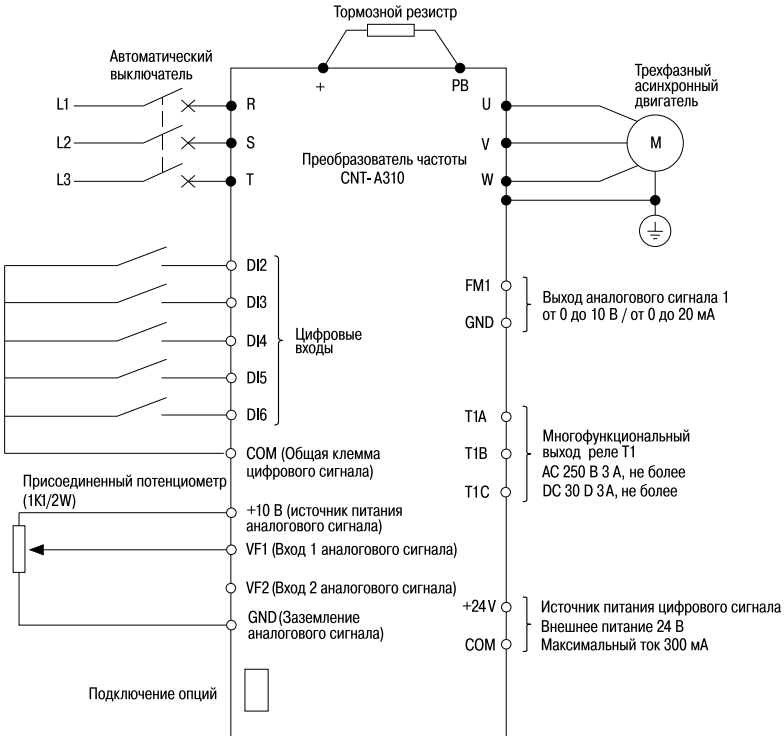 Тормозной резистор
Автоматический
выключатель
+
PB
Трехфазный
асинхронный
двигатель
L1
R
U
L2
S
V
M
L3
T
W
Преобразователь частоты
CNT- A310
DI2
DI3
DI4
DI5
DI6
Цифровые
входы
COM (Общая клемма
цифрового сигнала)
Присоединенный потенциометр
(1K1/2W)
+10 В (источник питания
аналогового сигнала)
VF1 (Вход 1 аналогового сигнала)
VF2 (Вход 2 аналогового сигнала)
GND (Заземление
аналогового сигнала)
Подключение опций
FM1
GND
Выход аналогового сигнала 1
от 0 до 10 В / от 0 до 20 мА
T1A
T1B
T1C
Многофункциональный
выход реле T1
AC 250 В 3 А, не более
DC 30 D 3 А, не более
+24V
COM
Источник питания цифрового сигнала
Внешнее питание 24 В
Максимальный ток 300 мА